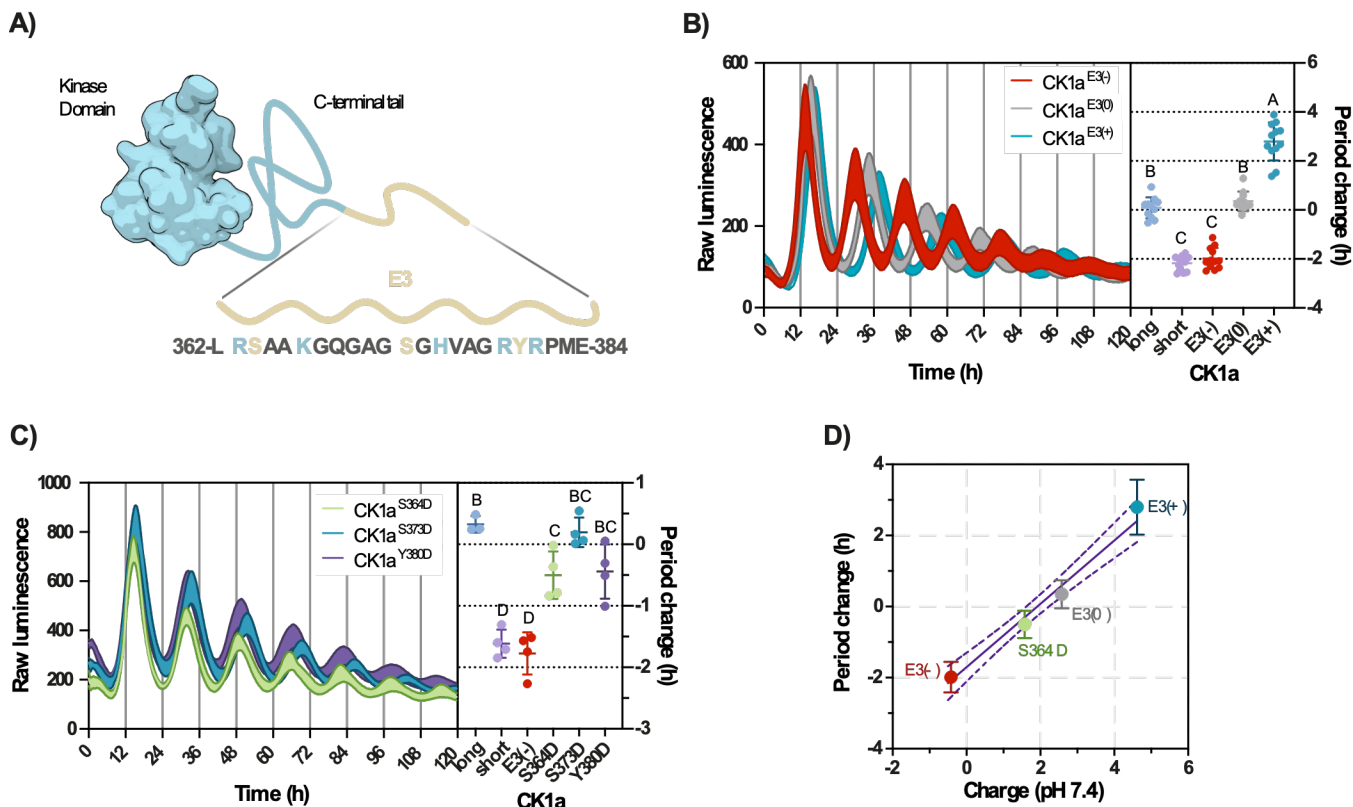 A)
Kinase
Domain
C-terminal tail
E3
362-L RSAA KGQGAG SGHVAG RYRPME-384
B)
Raw luminescence
600
400
200
0
0 12 24 36 48 60 72 84 96 108 120
Time (h)
CK1a E3(-)
CK1a E3(0)
CK1a E3(+)
B
C
C
B
A
6
4
2
0
-2
-4
Period change (h)
long
short
E3(-)
E3(0)
E3(+)
CK1a
C)
Raw luminescence
1000
800
600
400
200
0
0 12 24 36 48 60 72 84 96 108 120
Time (h)
CK1a S364D
CK1a S373D
CK1a Y380D
B
D
D
C
BC
BC
1
0
-1
-2
-3
Period change (h)
long
short
E3(-)
S364D
S373D
Y380D
CK1a
D)
Period change (h)
4
2
0
-2
-4
E3(+ )
E3(0 )
S364 D
E3(- )
-2 0 2 4 6
Charge (pH 7.4)